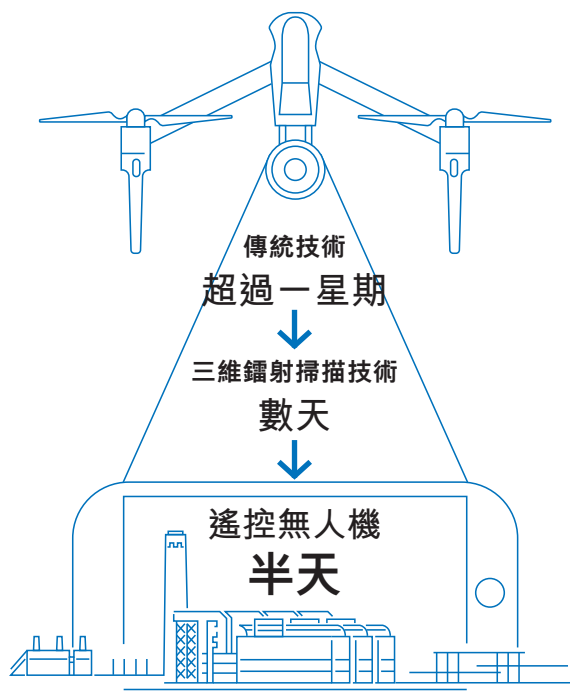 傳統技術
超過一星期
三維鐳射掃描技術
數天
遙控無人機
半天